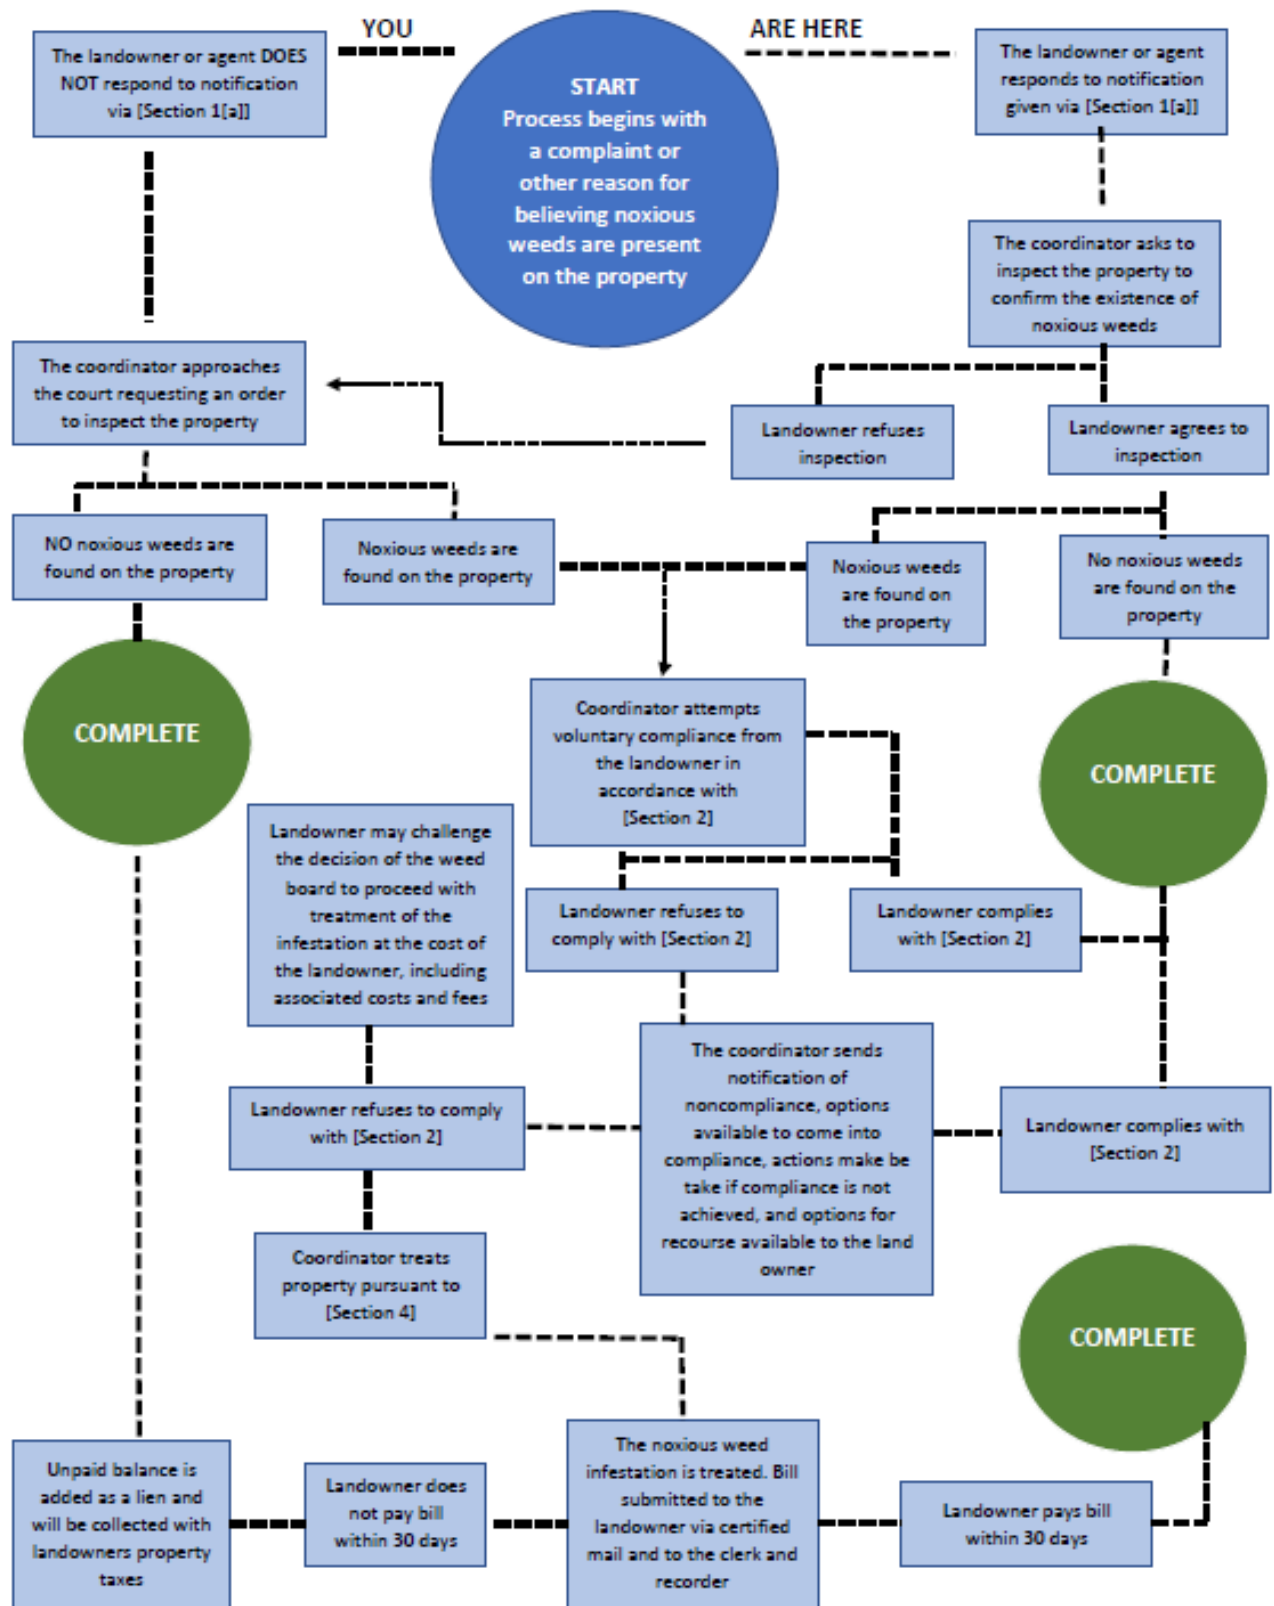 YOU
ARE HERE
The landowner or agent DOES
NOT respond to notification
via [Section 1[a]]
START
Process begins with
a complaint or
other reason for
believing noxious
weeds are present
on the property
The landowner or agent
responds to notification
given via [Section 1[a]]
The coordinator asks to
inspect the property to
confirm the existence of
noxious weeds
The coordinator approaches
the court requesting an order
to inspect the property
Landowner refuses
inspection
Landowner agrees to
inspection
NO noxious weeds are
found on the property
Noxious weeds are
found on the property
Noxious weeds
are found on
the property
No noxious weeds
are found on the
property
COMPLETE
Coordinator attempts
voluntary compliance from
the landowner in
accordance with
[Section 2]
COMPLETE
Landowner may challenge
the decision of the weed
board to proceed with
treatment of the
infestation at the cost of
the landowner, including
associated costs and fees
Landowner refuses to
comply with [Section 2]
Landowner complies
with [Section 2]
Landowner refuses to comply
with [Section 2]
The coordinator sends
notification of
noncompliance, options
available to come into
compliance, actions make be
take if compliance is not
achieved, and options for
recourse available to the land
owner
Landowner complies with
[Section 2]
Coordinator treats
property pursuant to
[Section 4]
COMPLETE
Unpaid balance is
added as a lien and
will be collected with
landowners property
taxes
Landowner does
not pay bill
within 30 days
The noxious weed
infestation is treated. Bill
submitted to the
landowner via certified
mail and to the clerk and
recorder
Landowner pays bill
within 30 days